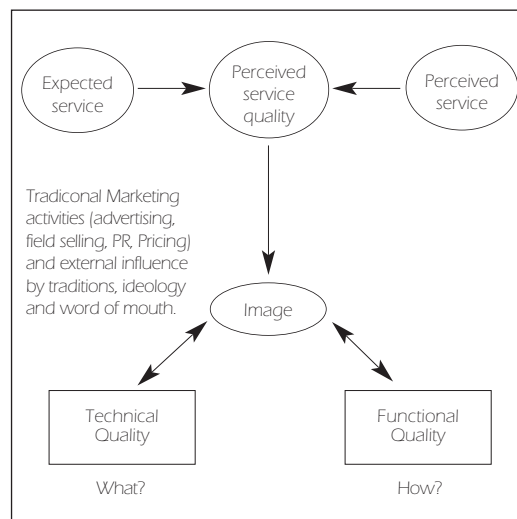 Expected
service
Perceived
service
quality
Perceived
service
Tradiconal Marketing
activities (advertising,
field selling, PR, Pricing)
and external influence
by traditions, ideology
and word of mouth.
Image
Technical
Quality
Functional
Quality
What?
How?